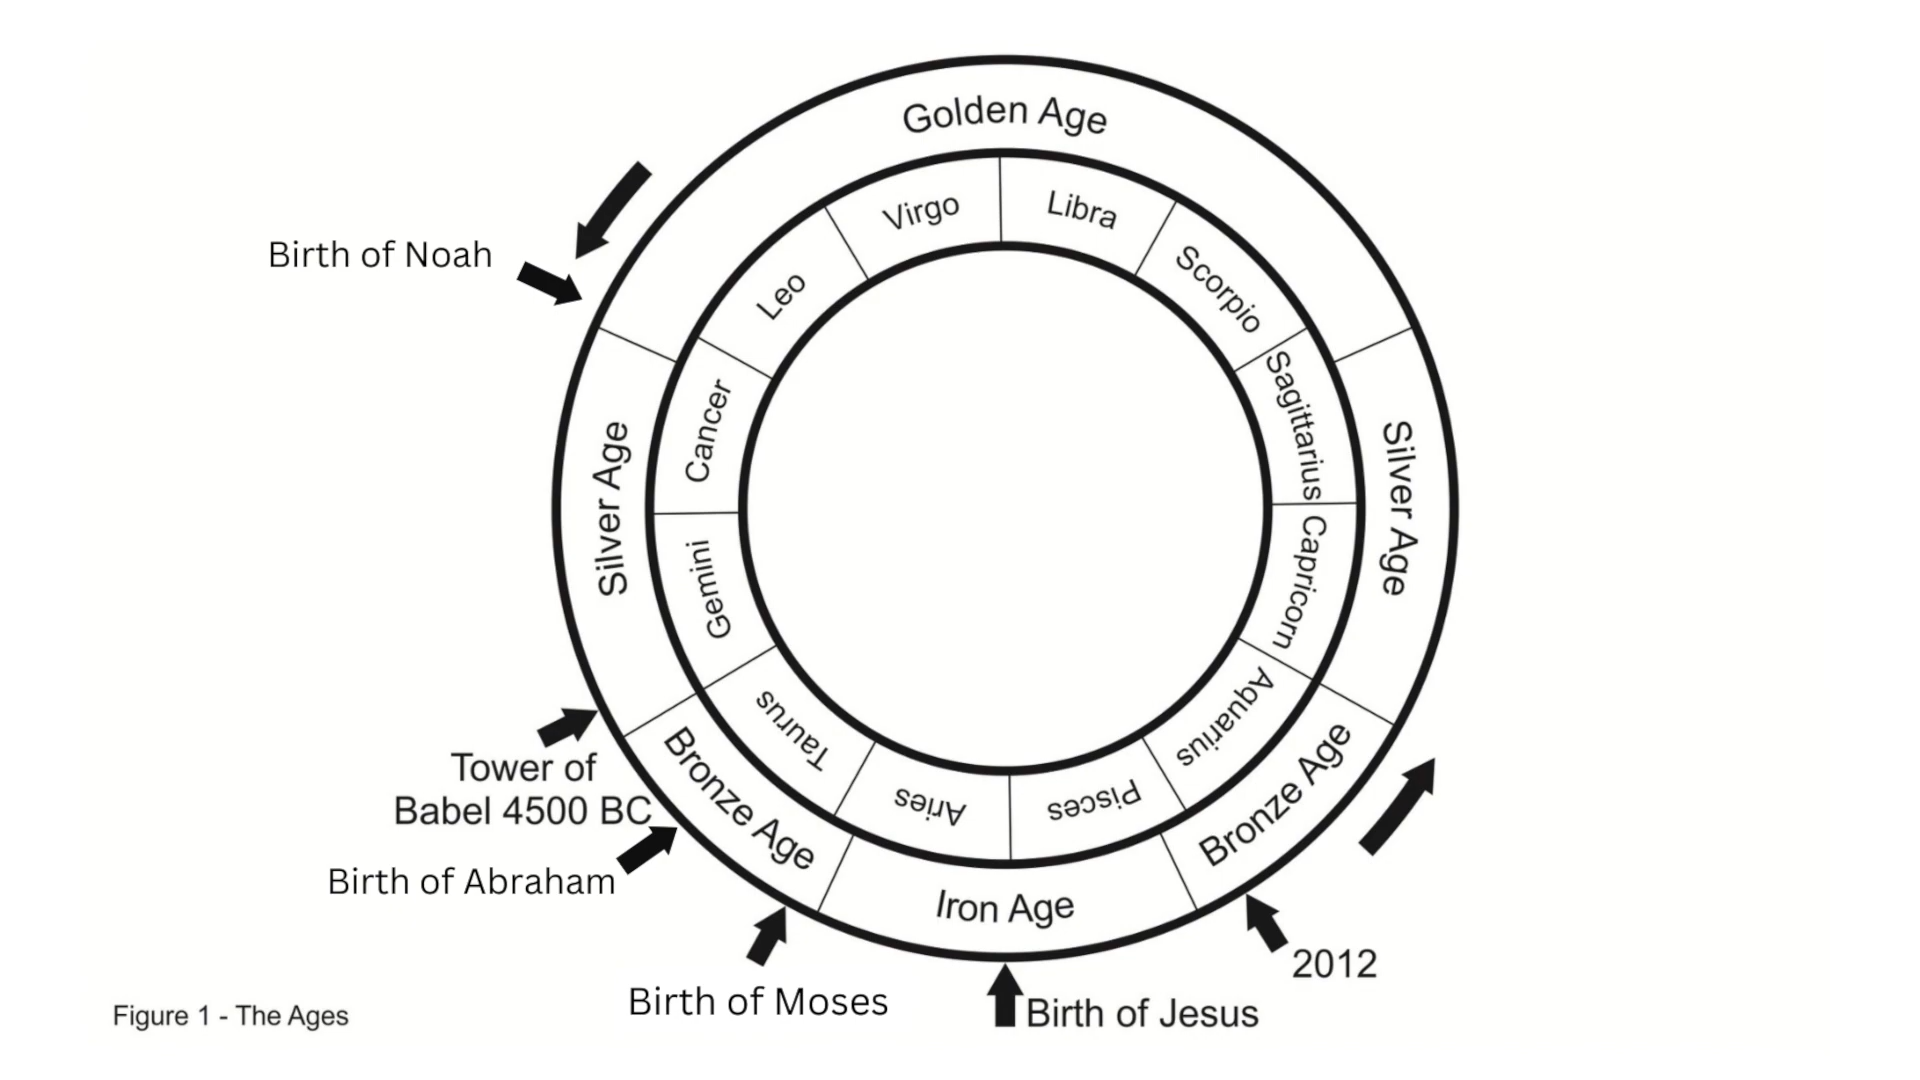 Golden Age
Virgo
Libra
Scorpio
Leo
Birth of Noah
Sagittarius
Cancer
Silver Age
Silver Age
Gemini
Capricorn
Aquarius
Taurus
Tower of
Babel 4500 BC
Bronze Age
Bronze Age
Aries
Pisces
Birth of Abraham
Iron Age
2012
Birth of Moses
Birth of Jesus
Figure 1 - The Ages